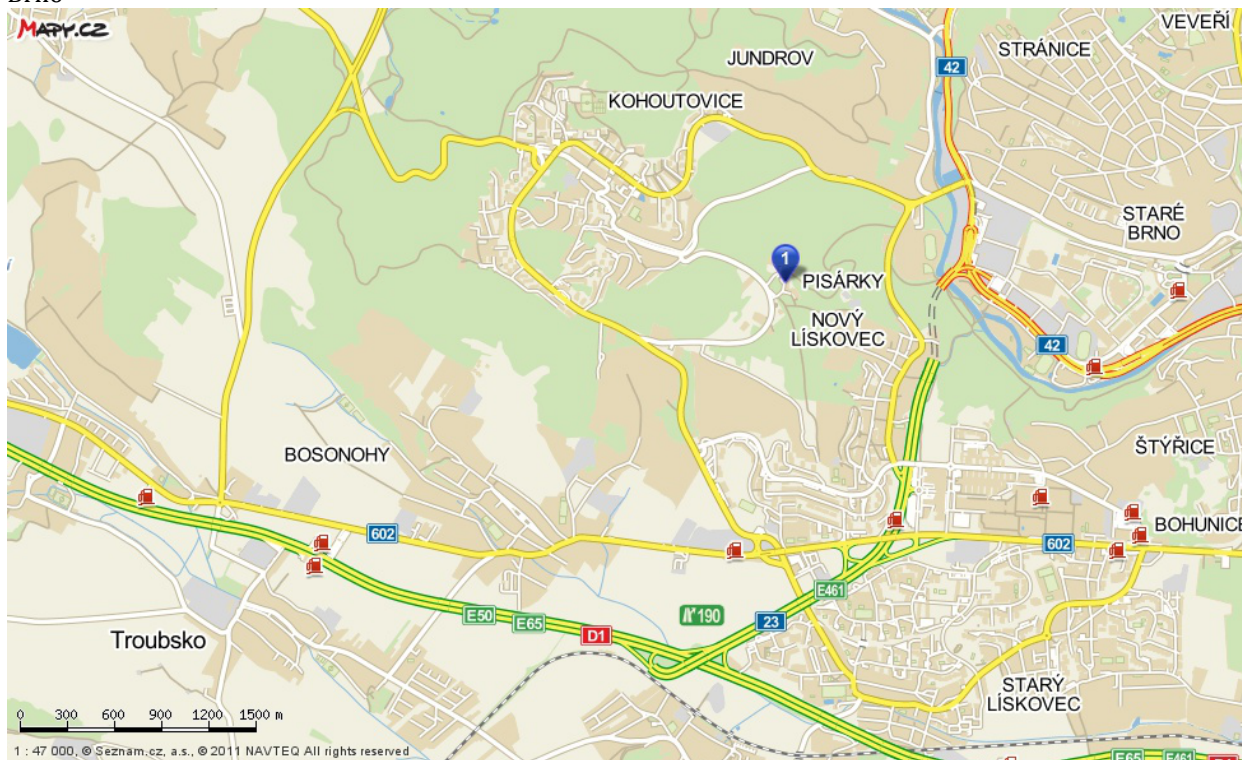 MAPY.CZ
VEVEŘÍ
STRÁNICE
JUNDROV
42
KOHOUTOVICE
STARÉ
BRNO
1
PISÁRKY
NOVÝ
LÍSKOVEC
42
BOSONOHY
ŠTÝŘICE
BOHUNICE
602
602
E461
E50
E65
D1
190
23
Troubsko
STARÝ
LÍSKOVEC
0 300 600 900 1200 1500 m
1 : 47 000, © Seznam.cz, a.s., © 2011 NAVTEQ All rights reserved
E65
E461